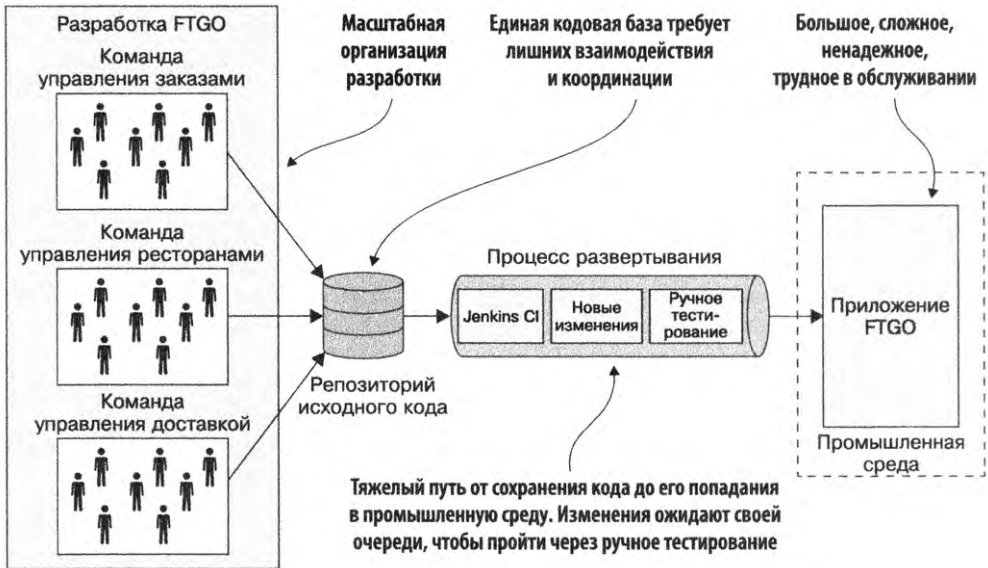 Разработка FTGO
Команда
управления заказами
Команда
управления ресторанами
Команда
управления доставкой
Масштабная
организация
разработки
Единая кодовая база требует
лишних взаимодействия
и координации
Большое, сложное,
ненадежное,
трудное в обслуживании
Репозиторий
исходного кода
Процесс развертывания
Jenkins CI
Новые
изменения
Ручное
тести-
рование
Приложение
FTGO
Промышленная
среда
Тяжелый путь от сохранения кода до его попадания
в промышленную среду. Изменения ожидают своей
очереди, чтобы пройти через ручное тестирование